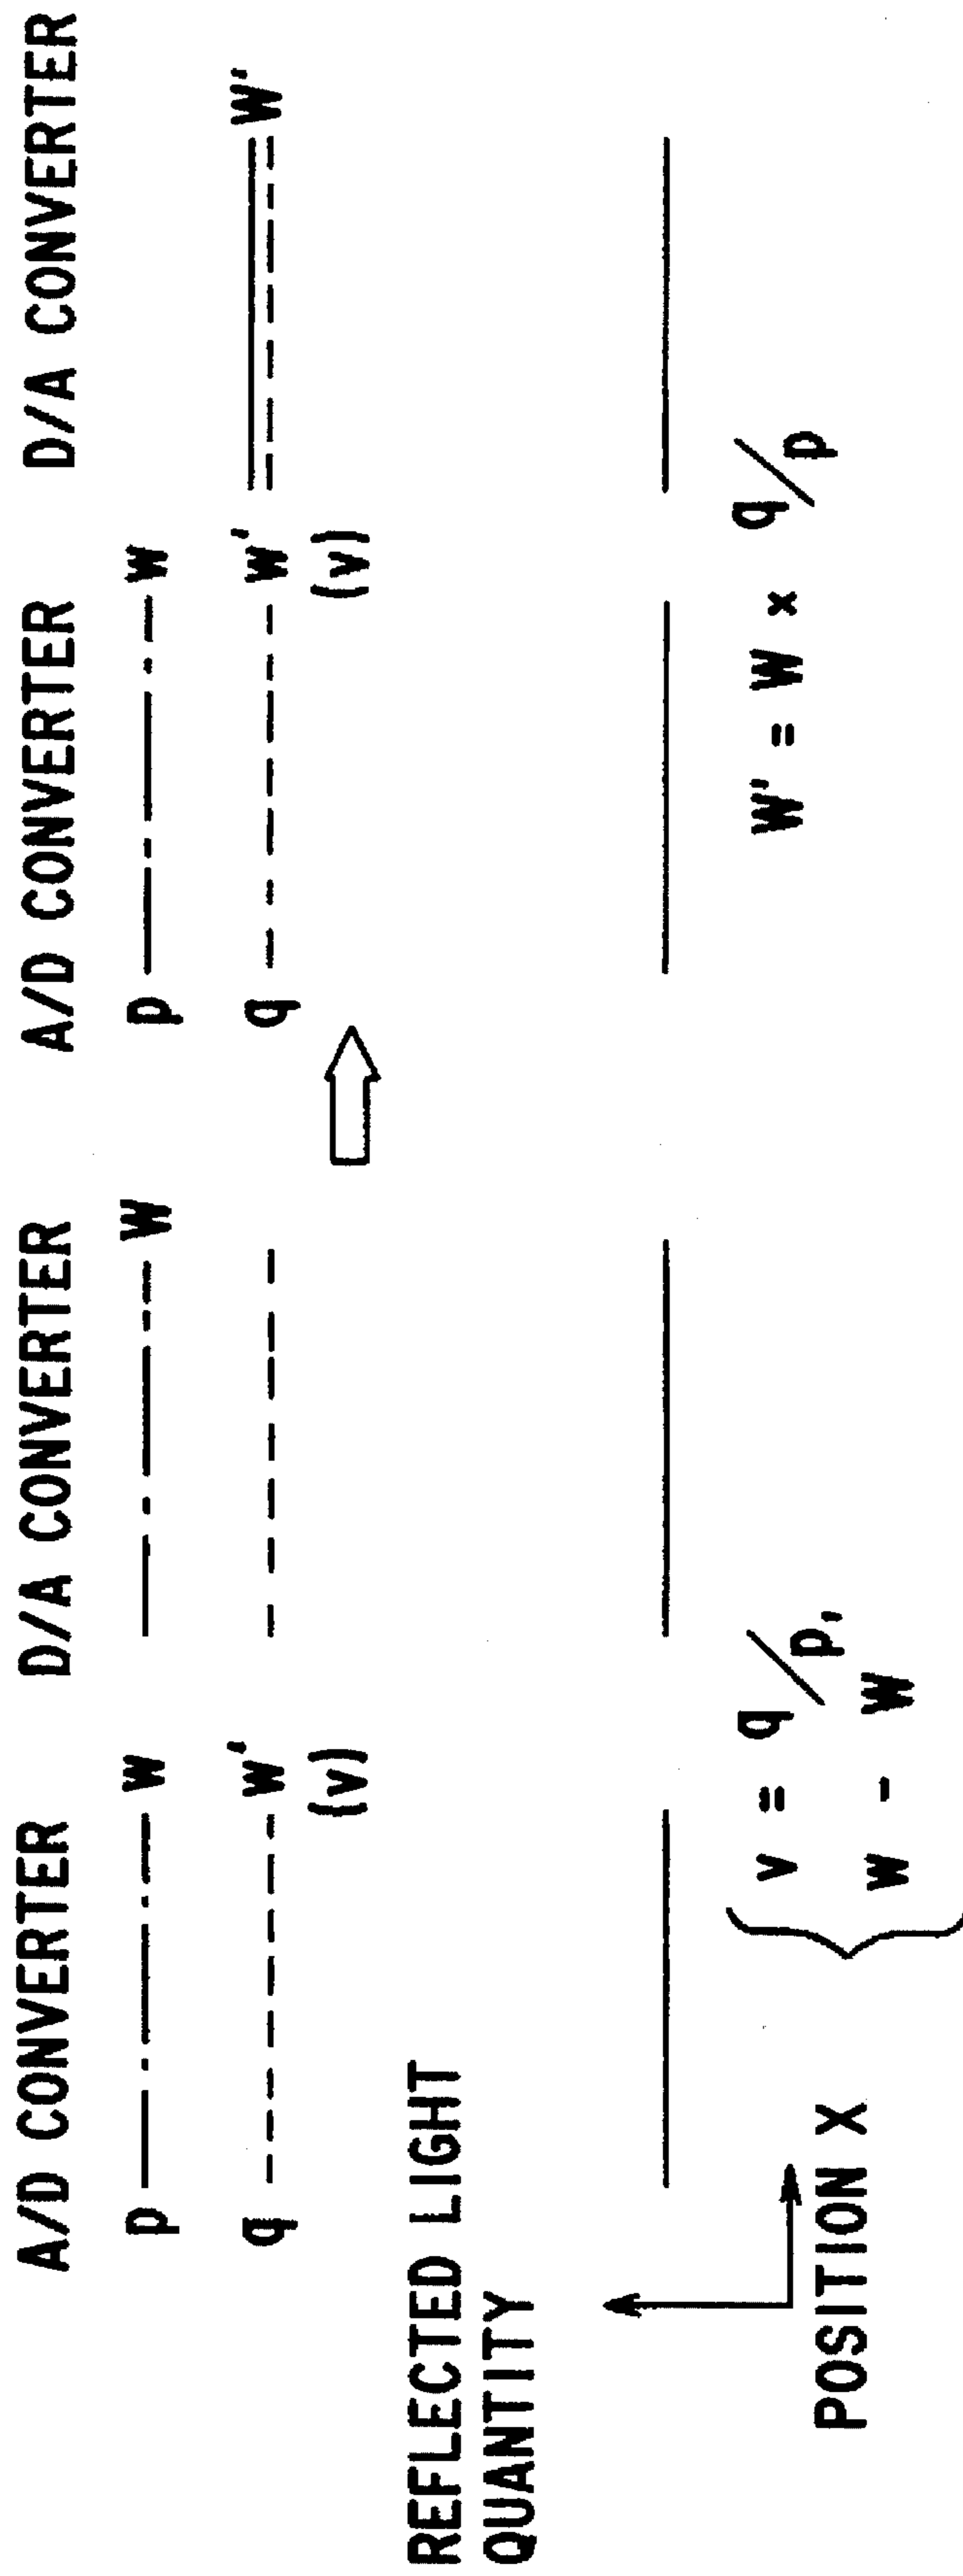 A/D CONVERTER D/A CONVERTER A/D CONVERTER D/A CONVERTER
p w W p w
q w' q w' W'
(v) (v)
REFLECTED LIGHT
QUANTITY
POSITION X
v = q/p,
w - W
W' = W x q/p